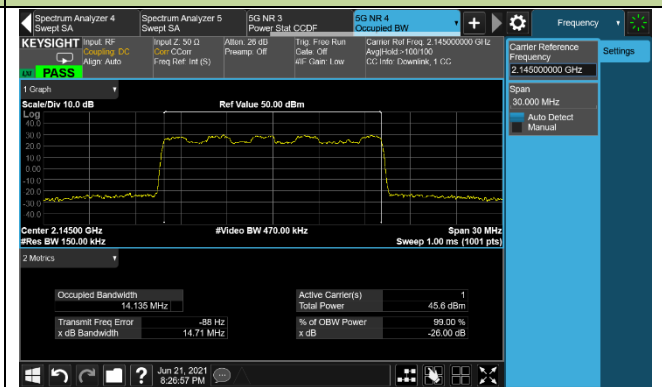 Spectrum Analyzer 4
Swept SA
Spectrum Analyzer 5
Swept SA
5G NR 3
Power Stat CCDF
5G NR 4
Occupied BW
Frequency
KEYSIGHT
Input: RF
Coupling: DC
Align: Auto
Input Z: 50 Ω
Corr CCorr
Freq Ref: Int (S)
Atten: 26 dB
Preamp: Off
Trig: Free Run
Gate: Off
#IF Gain: Low
Carrier Ref Freq: 2.145000000 GHz
Avg|Hold:>100/100
CC Info: Downlink, 1 CC
PASS
Carrier Reference
Frequency
2.145000000 GHz
Settings
Span
30.000 MHz
Auto Detect
Manual
1 Graph
Scale/Div 10.0 dB
Ref Value 50.00 dBm
Log
40.0
30.0
20.0
10.0
0.00
-10.0
-20.0
-30.0
-40.0
Center 2.14500 GHz
#Video BW 470.00 kHz
Span 30 MHz
#Res BW 150.00 kHz
Sweep 1.00 ms (1001 pts)
2 Metrics
Occupied Bandwidth
14.135 MHz
Active Carrier(s) 1
Total Power 45.6 dBm
Transmit Freq Error -88 Hz
x dB Bandwidth 14.71 MHz
% of OBW Power 99.00 %
x dB -26.00 dB
Jun 21, 2021
8:26:57 PM